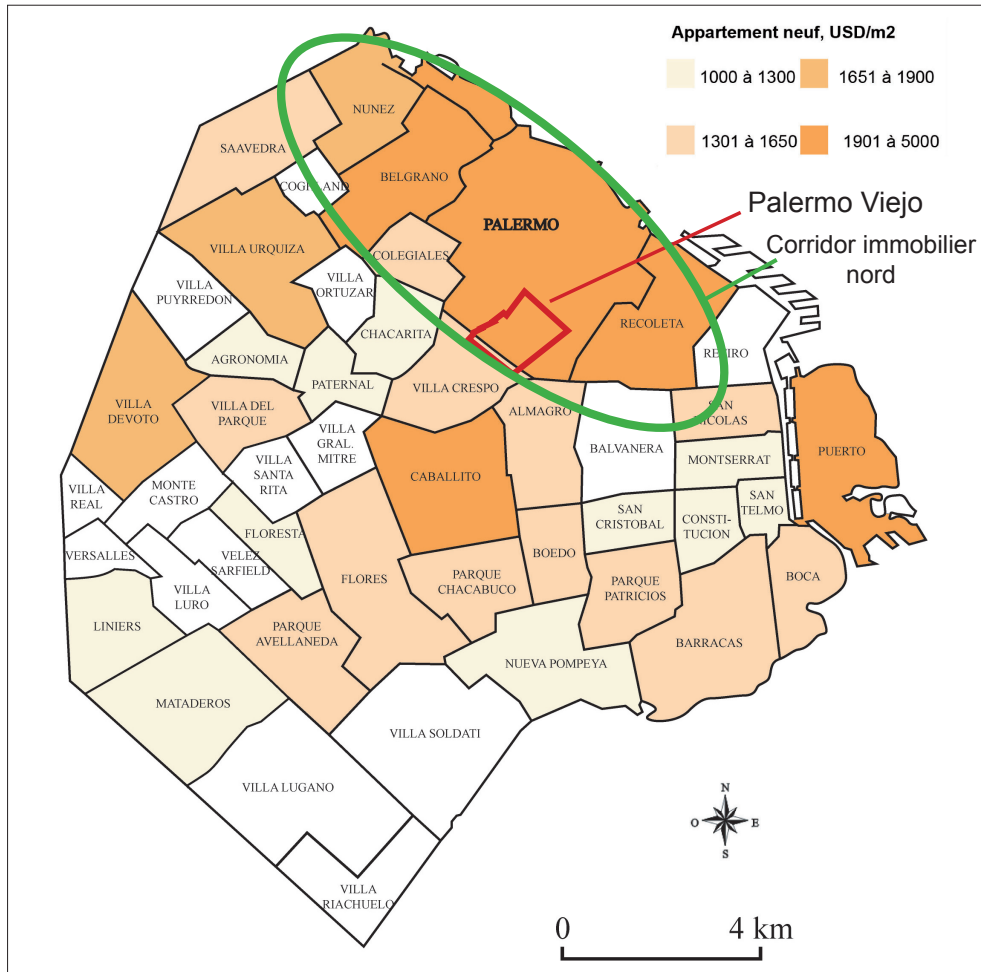 Appartement neuf, USD/m2
1000 à 1300
1651 à 1900
1301 à 1650
1901 à 5000
Palermo Viejo
Corridor immobilier
nord
NUNEZ
SAAVEDRA
COGHLAND
BELGRANO
PALERMO
VILLA URQUIZA
COLEGIALES
VILLA
PUYRREDON
VILLA
ORTUZAR
CHACARITA
RECOLETA
RETIRO
AGRONOMIA
PATERNAL
VILLA CRESPO
VILLA
DEVOTO
VILLA DEL
PARQUE
ALMAGRO
SAN
NICOLAS
VILLA
GRAL.
MITRE
BALVANERA
PUERTO
MONTSERRAT
CABALLITO
VILLA
SANTA
RITA
VILLA
REAL
MONTE
CASTRO
SAN
CRISTOBAL
CONSTI-
TUCION
SAN
TELMO
FLORESTA
VERSALLES
VELEZ
SARFIELD
BOEDO
FLORES
PARQUE
CHACABUCO
PARQUE
PATRICIOS
BOCA
VILLA
LURO
LINIERS
PARQUE
AVELLANEDA
BARRACAS
NUEVA POMPEYA
MATADEROS
VILLA SOLDATI
VILLA LUGANO
VILLA
RIACHUELO
N
O
E
S
0
4 km